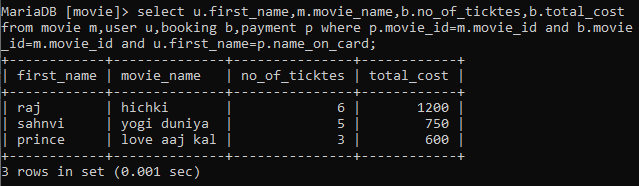 MariaDB [movie]> select u.first_name,m.movie_name,b.no_of_ticktes,b.total_cost
from movie m,user u,booking b,payment p where p.movie_id=m.movie_id and b.movie
_id=m.movie_id and u.first_name=p.name_on_card;
+------------+---------------+---------------+------------+
| first_name | movie_name | no_of_ticktes | total_cost |
+------------+---------------+---------------+------------+
| raj | hichki | 6 | 1200 |
| sahnvi | yogi duniya | 5 | 750 |
| prince | love aaj kal | 3 | 600 |
+------------+---------------+---------------+------------+
3 rows in set (0.001 sec)